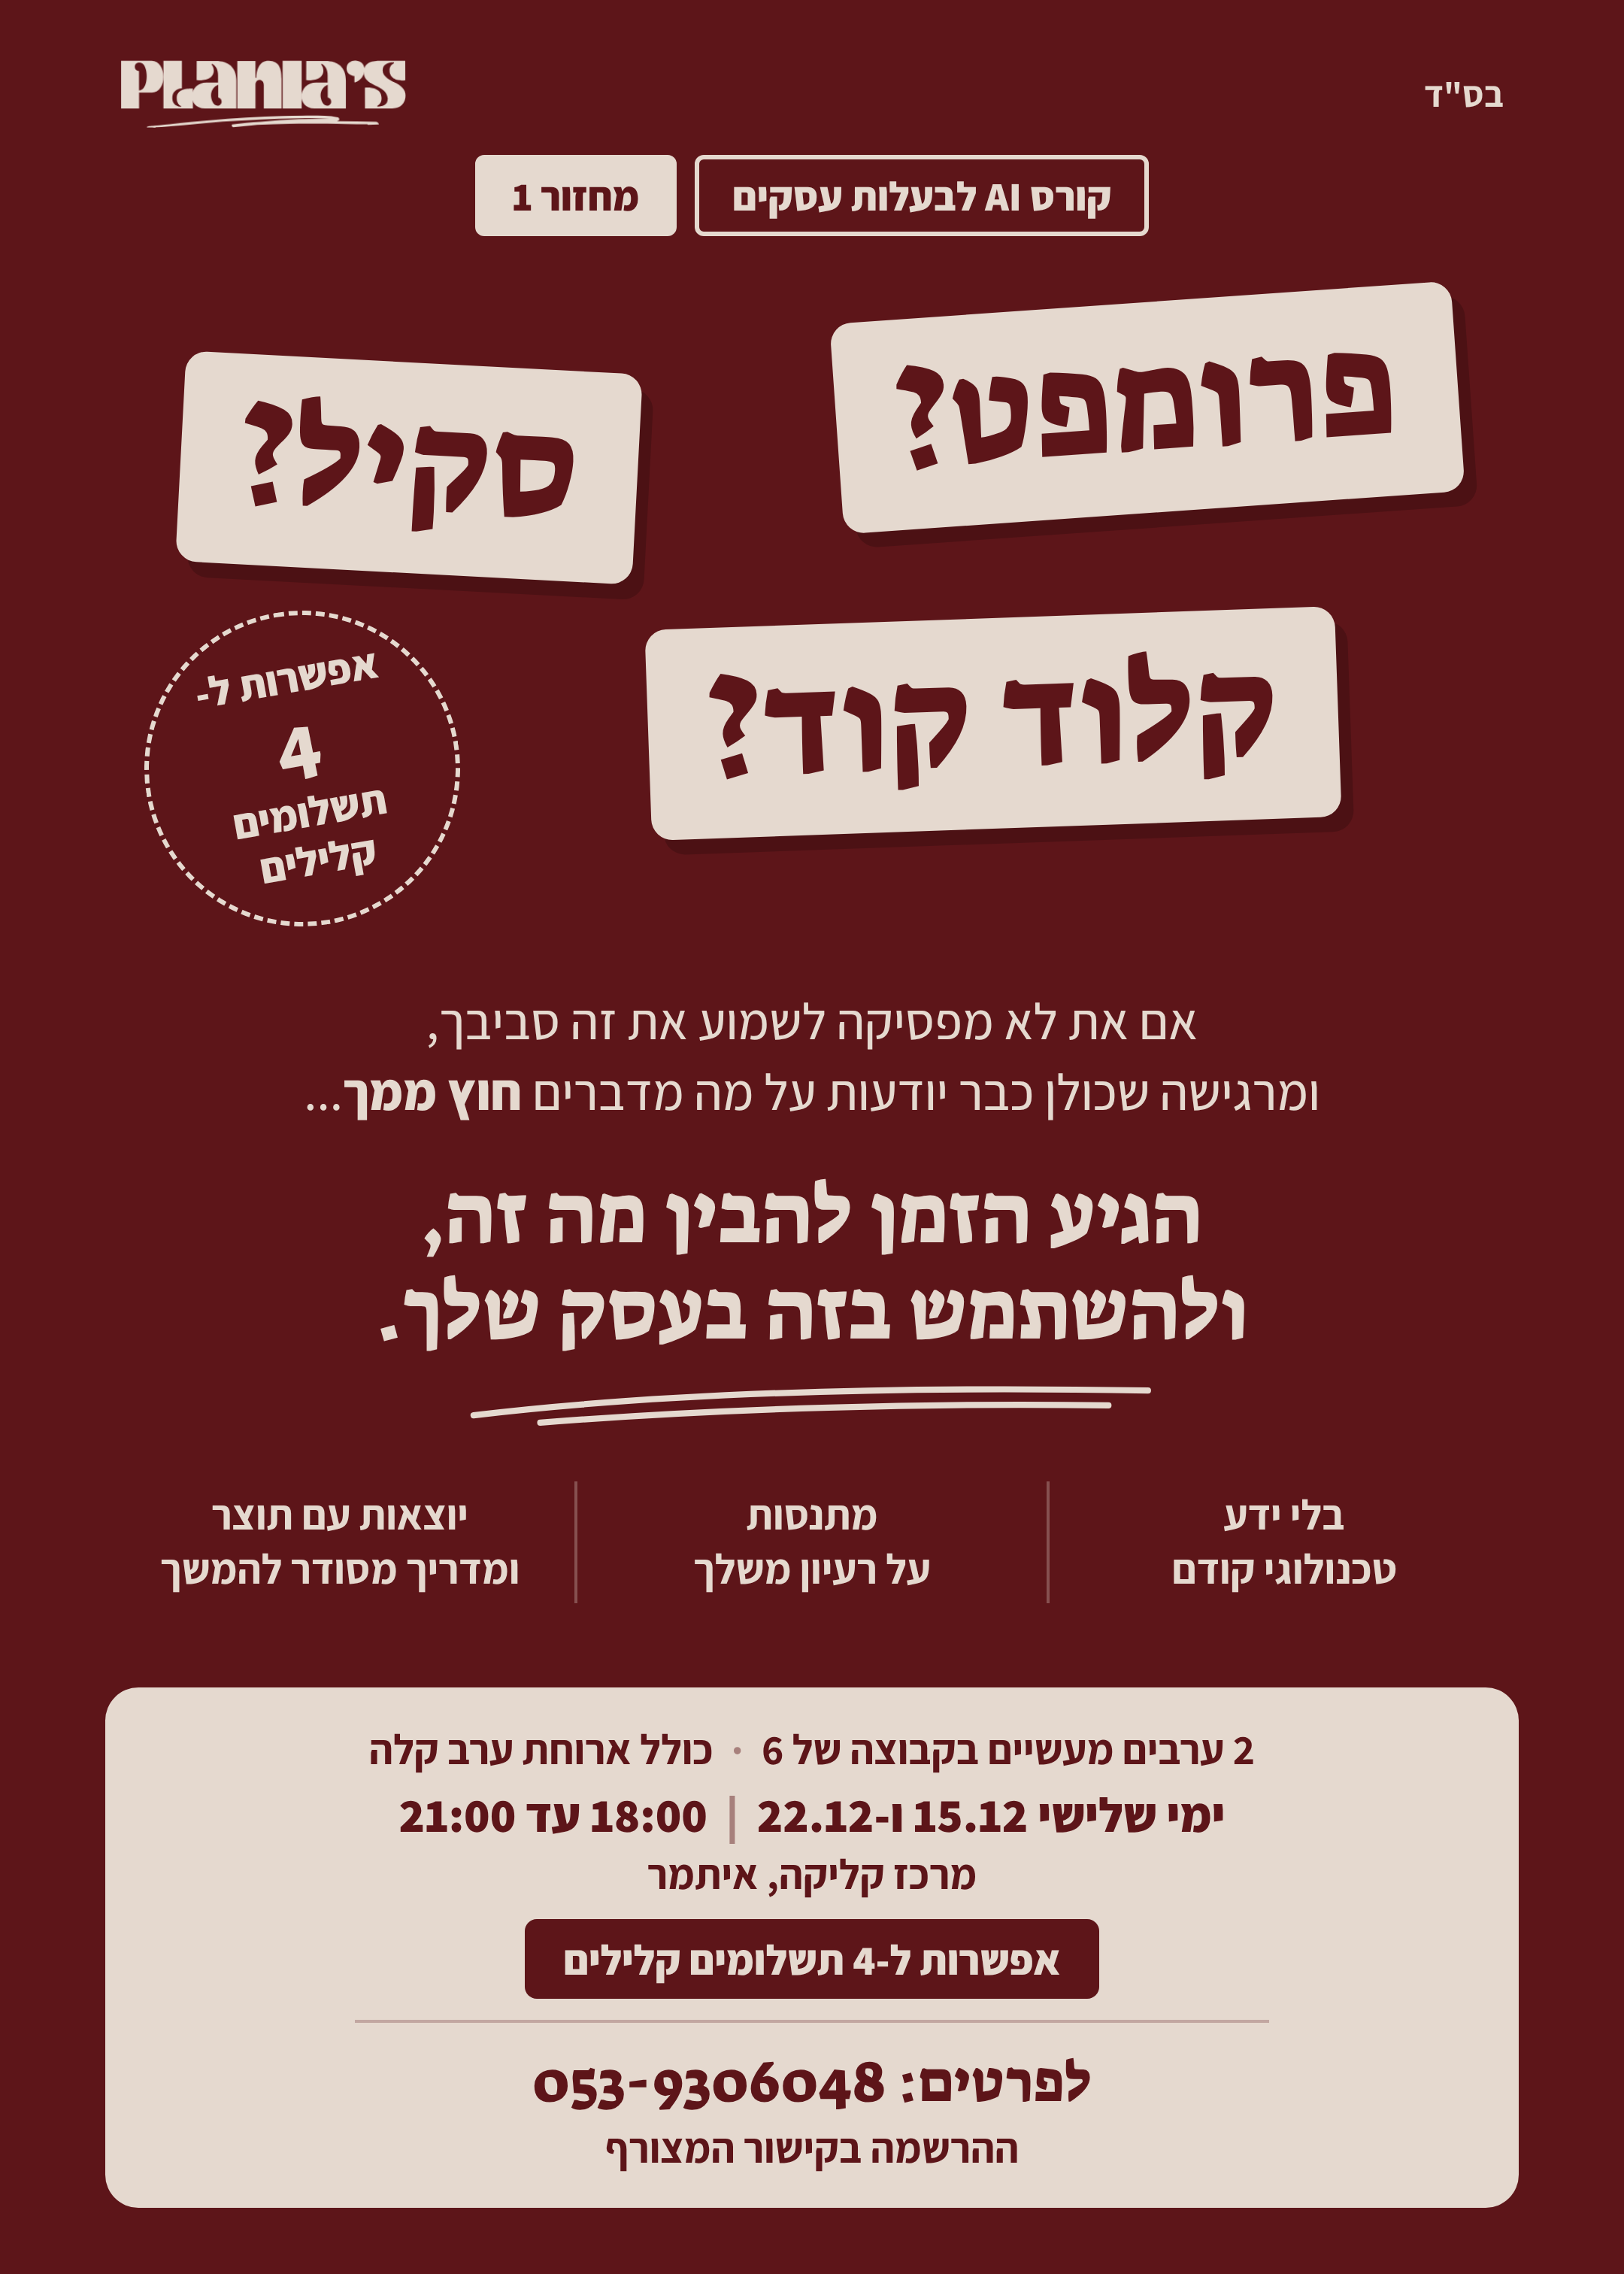 בס"ד
PLANIA'S
קורס AI לבעלות עסקים
מחזור 1
פרומפט?
סקיל?
קלוד קוד?
אפשרות ל-
4
תשלומים
קלילים
אם את לא מפסיקה לשמוע את זה סביבך,
ומרגישה שכולן כבר יודעות על מה מדברים חוץ ממך...
הגיע הזמן להבין מה זה,
ולהשתמש בזה בעסק שלך.
בלי ידע
טכנולוגי קודם
מתנסות
על רעיון משלך
יוצאות עם תוצר
ומדריך מסודר להמשך
2 ערבים מעשיים בקבוצה של 6 · כולל ארוחת ערב קלה
ימי שלישי 15.12 ו-22.12 | 18:00 עד 21:00
מרכז קליקה, איתמר
אפשרות ל-4 תשלומים קלילים
לפרטים: 053-9306048
ההרשמה בקישור המצורף